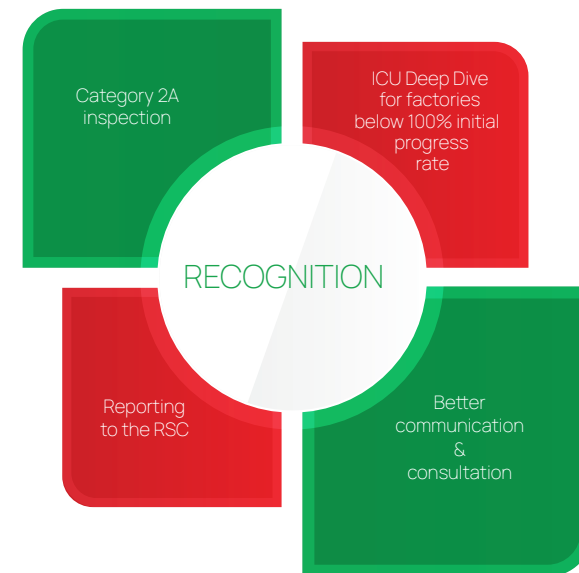 Category 2A
inspection
ICU Deep Dive
for factories
below 100% initial
progress
rate
RECOGNITION
Reporting
to the RSC
Better
communication
&
consultation